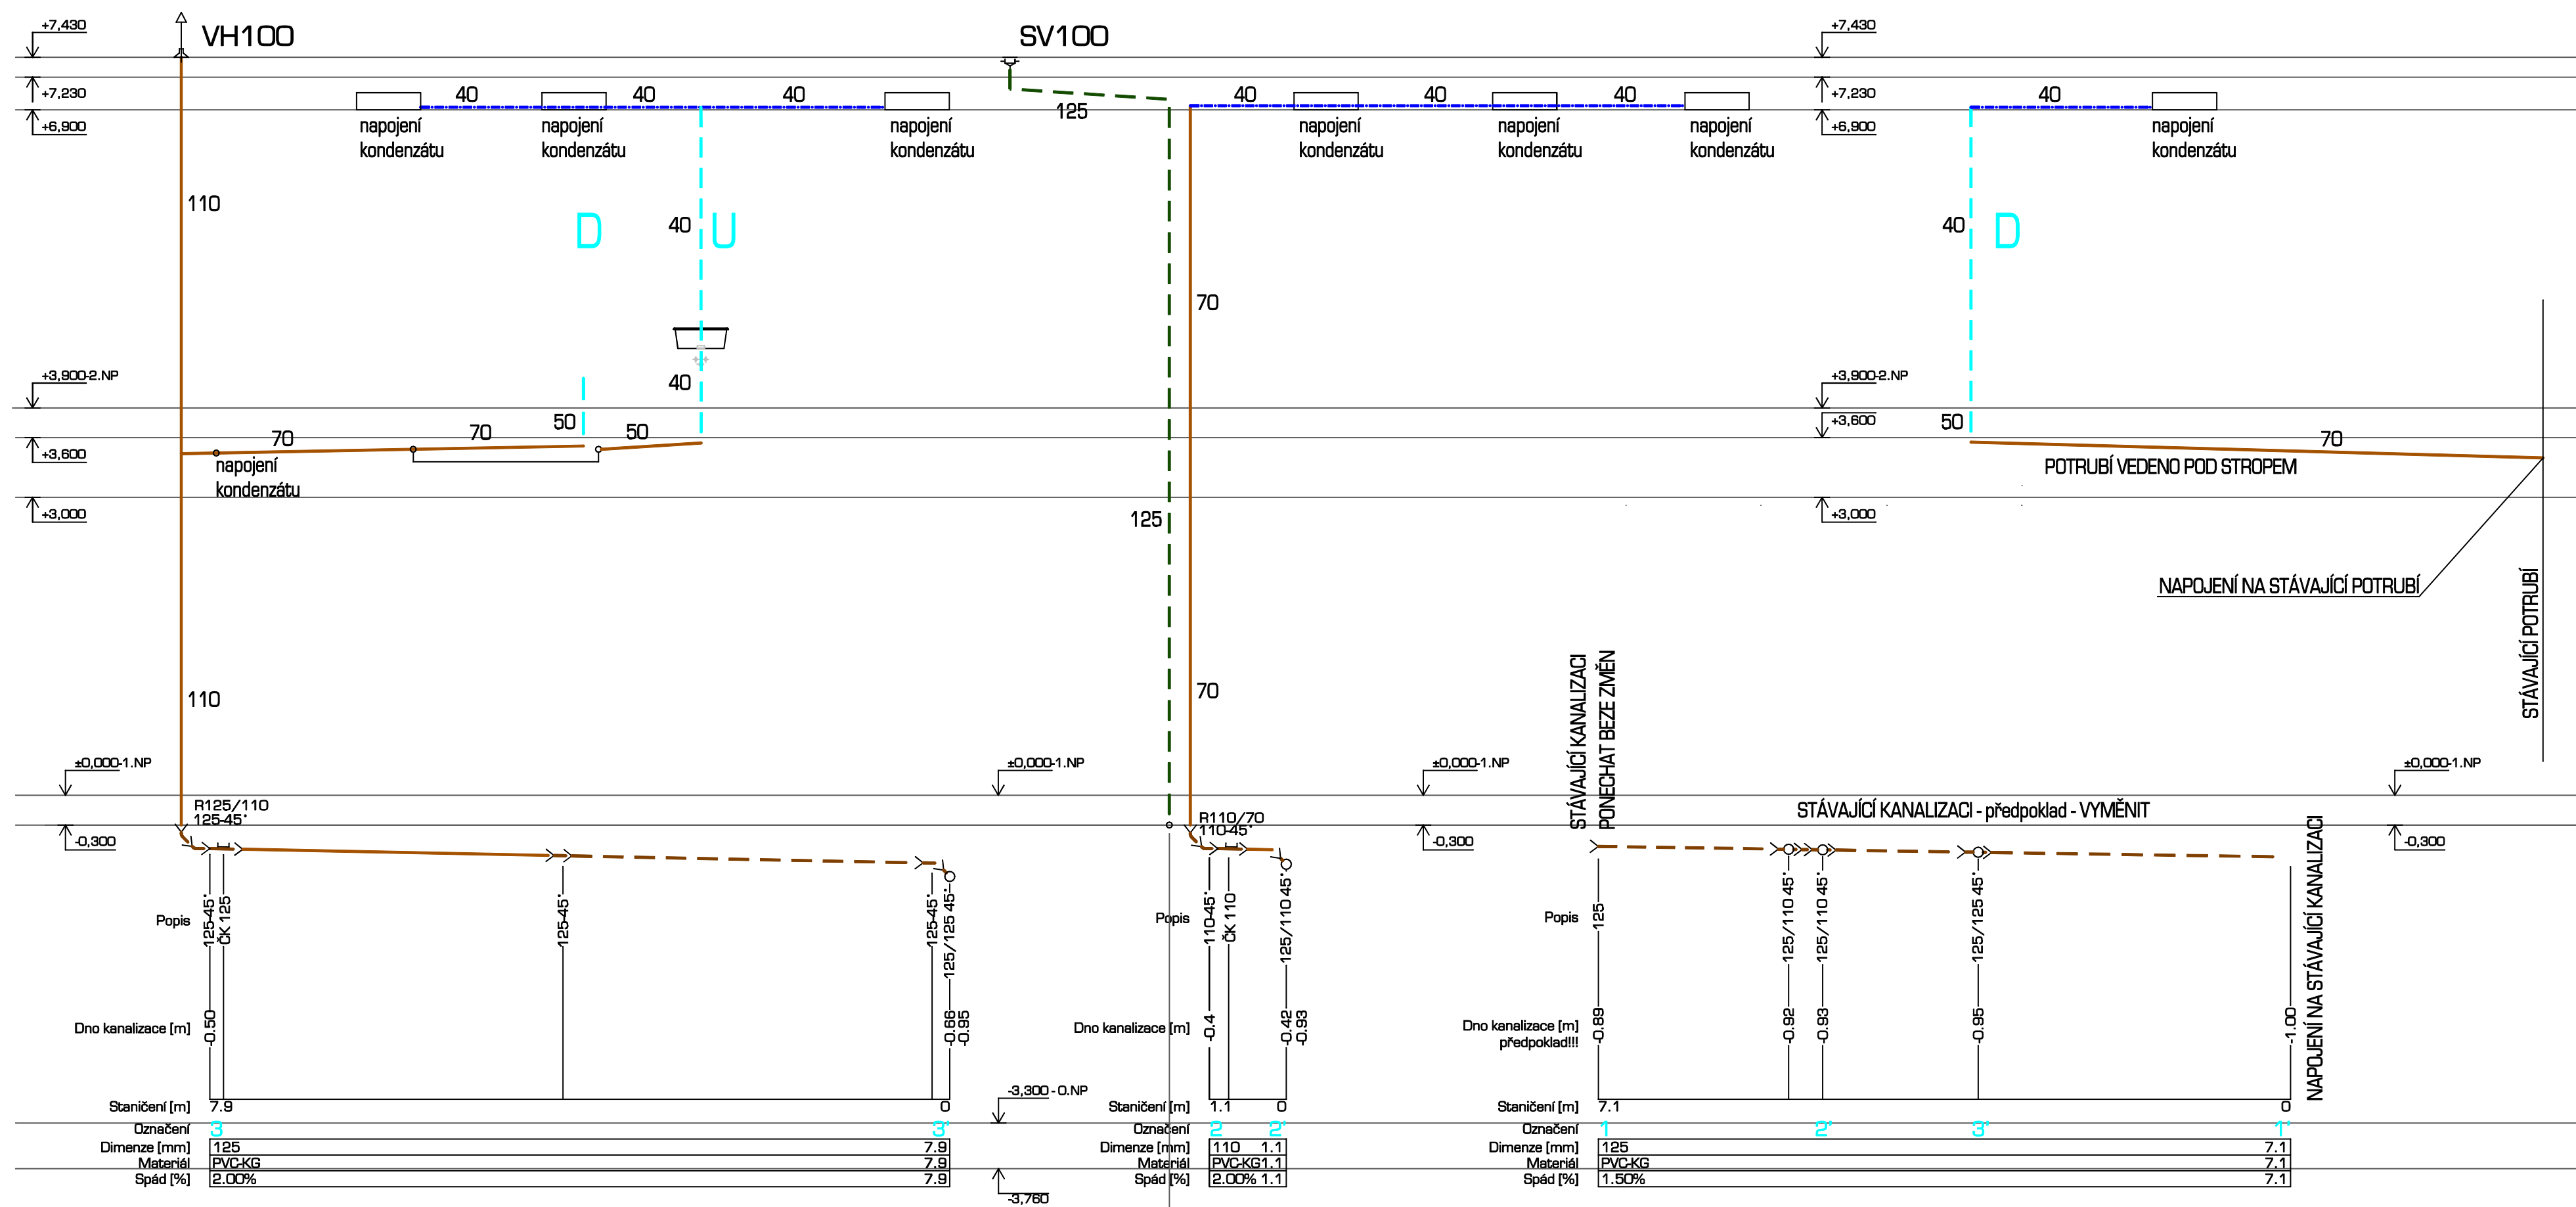 +7,430
VH100
SV100
+7,430
+7,230
40
40
40
40
40
40
+7,230
40
+6,900
125
+6,900
napojení
kondenzátu
napojení
kondenzátu
napojení
kondenzátu
napojení
kondenzátu
napojení
kondenzátu
napojení
kondenzátu
napojení
kondenzátu
110
D
40
U
40
D
70
+3,900-2.NP
40
+3,900-2.NP
50
50
+3,600
50
70
70
70
+3,600
napojení
kondenzátu
POTRUBÍ VEDENO POD STROPEM
+3,000
125
+3,000
NAPOJENÍ NA STÁVAJÍCÍ POTRUBÍ
STÁVAJÍCÍ POTRUBÍ
110
70
STÁVAJÍCÍ KANALIZACI
PONECHAT BEZE ZMĚN
±0,000-1.NP
±0,000-1.NP
±0,000-1.NP
±0,000-1.NP
R125/110
125-45°
R110/70
110-45°
STÁVAJÍCÍ KANALIZACI - předpoklad - VYMĚNIT
-0,300
-0,300
-0,300
Popis
125-45°
ČK 125
125-45°
125-45°
125/125 45°
Popis
110-45°
ČK 110
125/110 45°
Popis
125
125/110 45°
125/110 45°
125/125 45°
NAPOJENÍ NA STÁVAJÍCÍ KANALIZACI
Dno kanalizace [m]
-0.50
-0.66
-0.95
Dno kanalizace [m]
-0.4
-0.42
-0.93
Dno kanalizace [m]
předpoklad!!!
-0.89
-0.92
-0.93
-0.95
-1.00
-3,300 - 0.NP
Staničení [m]
7.9
0
Staničení [m]
1.1
0
Staničení [m]
7.1
0
Označení
3
3'
Označení
2
2'
Označení
1
2'
3'
1'
Dimenze [mm]
125
7.9
Dimenze [mm]
110
1.1
Dimenze [mm]
125
7.1
Materiál
PVC-KG
7.9
Materiál
PVC-KG
1.1
Materiál
PVC-KG
7.1
Spád [%]
2.00%
7.9
Spád [%]
2.00%
1.1
Spád [%]
1.50%
7.1
-3,760